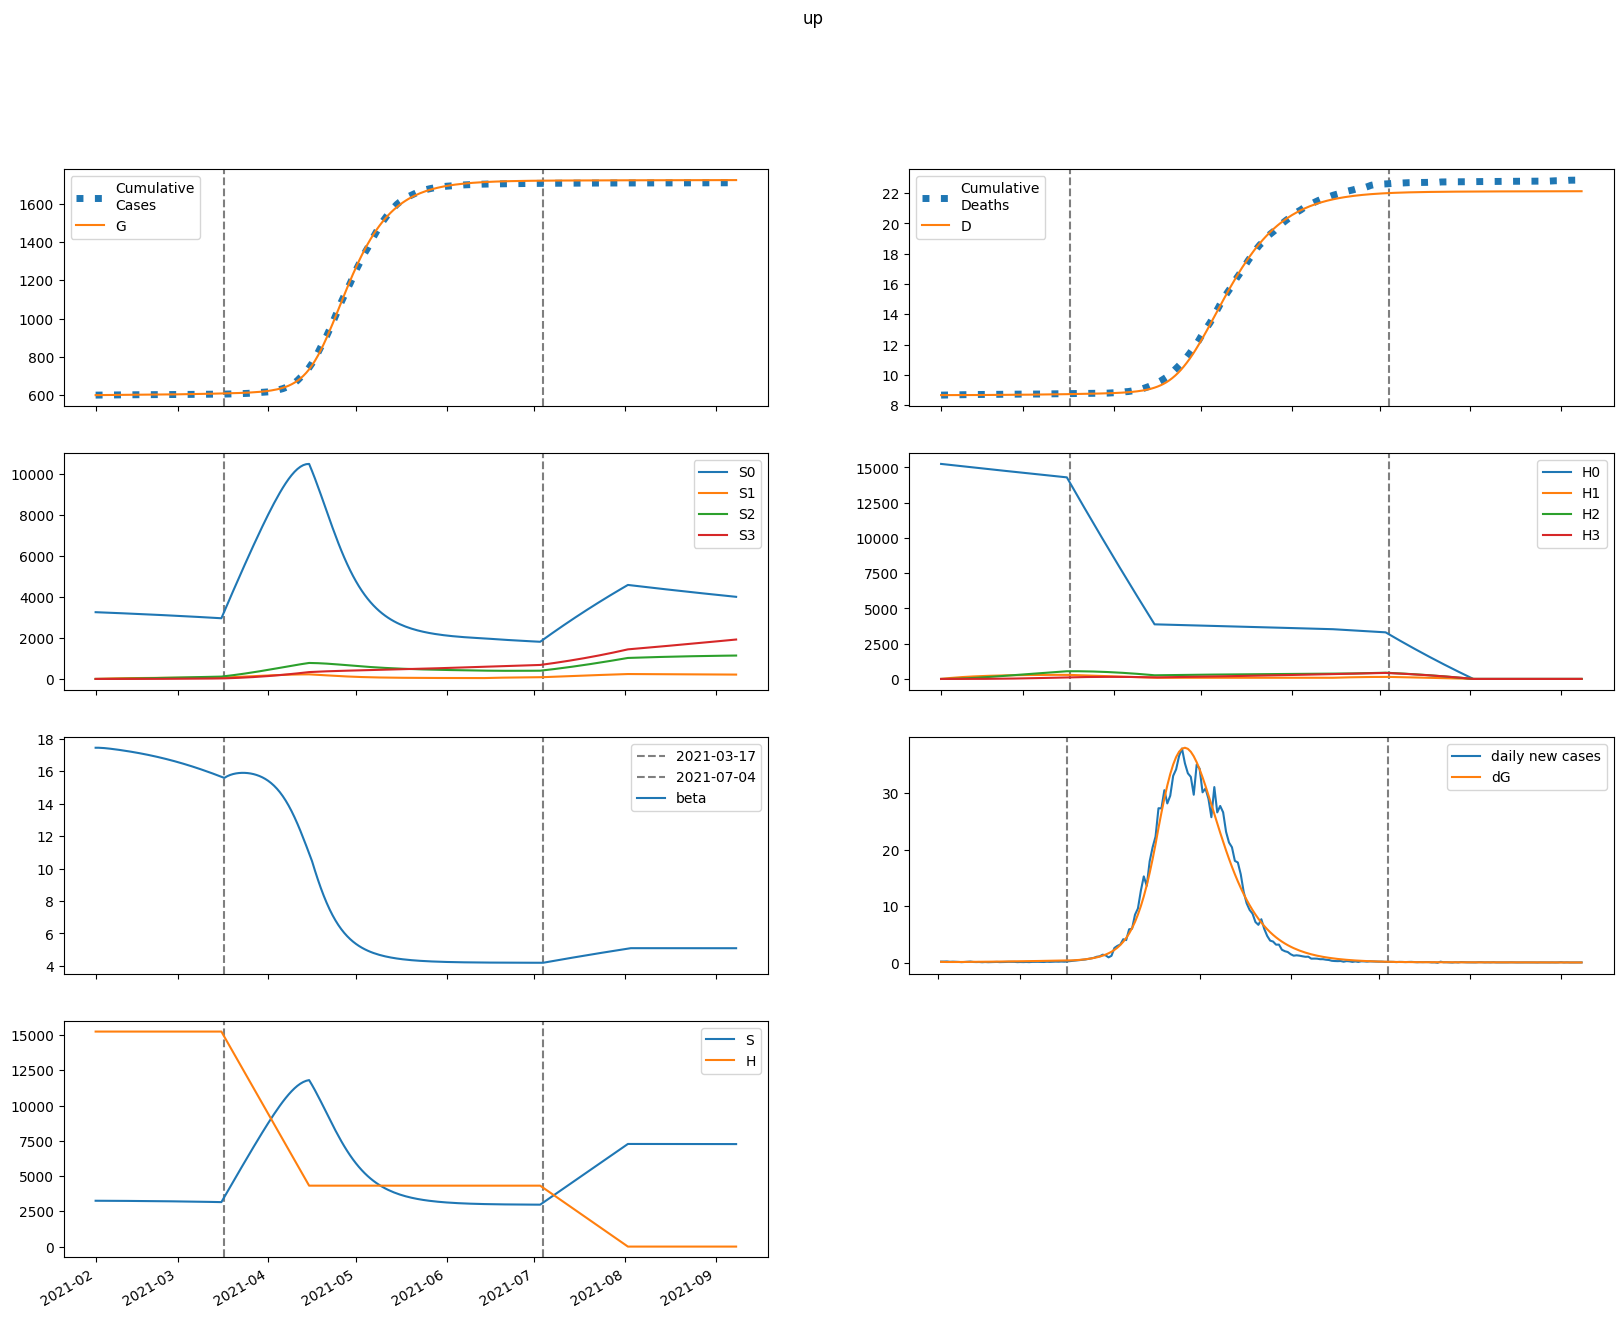 up
Cumulative
Cases
G
1600
1400
1200
1000
800
600
Cumulative
Deaths
D
22
20
18
16
14
12
10
8
S0
S1
S2
S3
10000
8000
6000
4000
2000
0
H0
H1
H2
H3
15000
12500
10000
7500
5000
2500
0
2021-03-17
2021-07-04
beta
18
16
14
12
10
8
6
4
daily new cases
dG
30
20
10
0
S
H
15000
12500
10000
7500
5000
2500
0
2021-02
2021-03
2021-04
2021-05
2021-06
2021-07
2021-08
2021-09